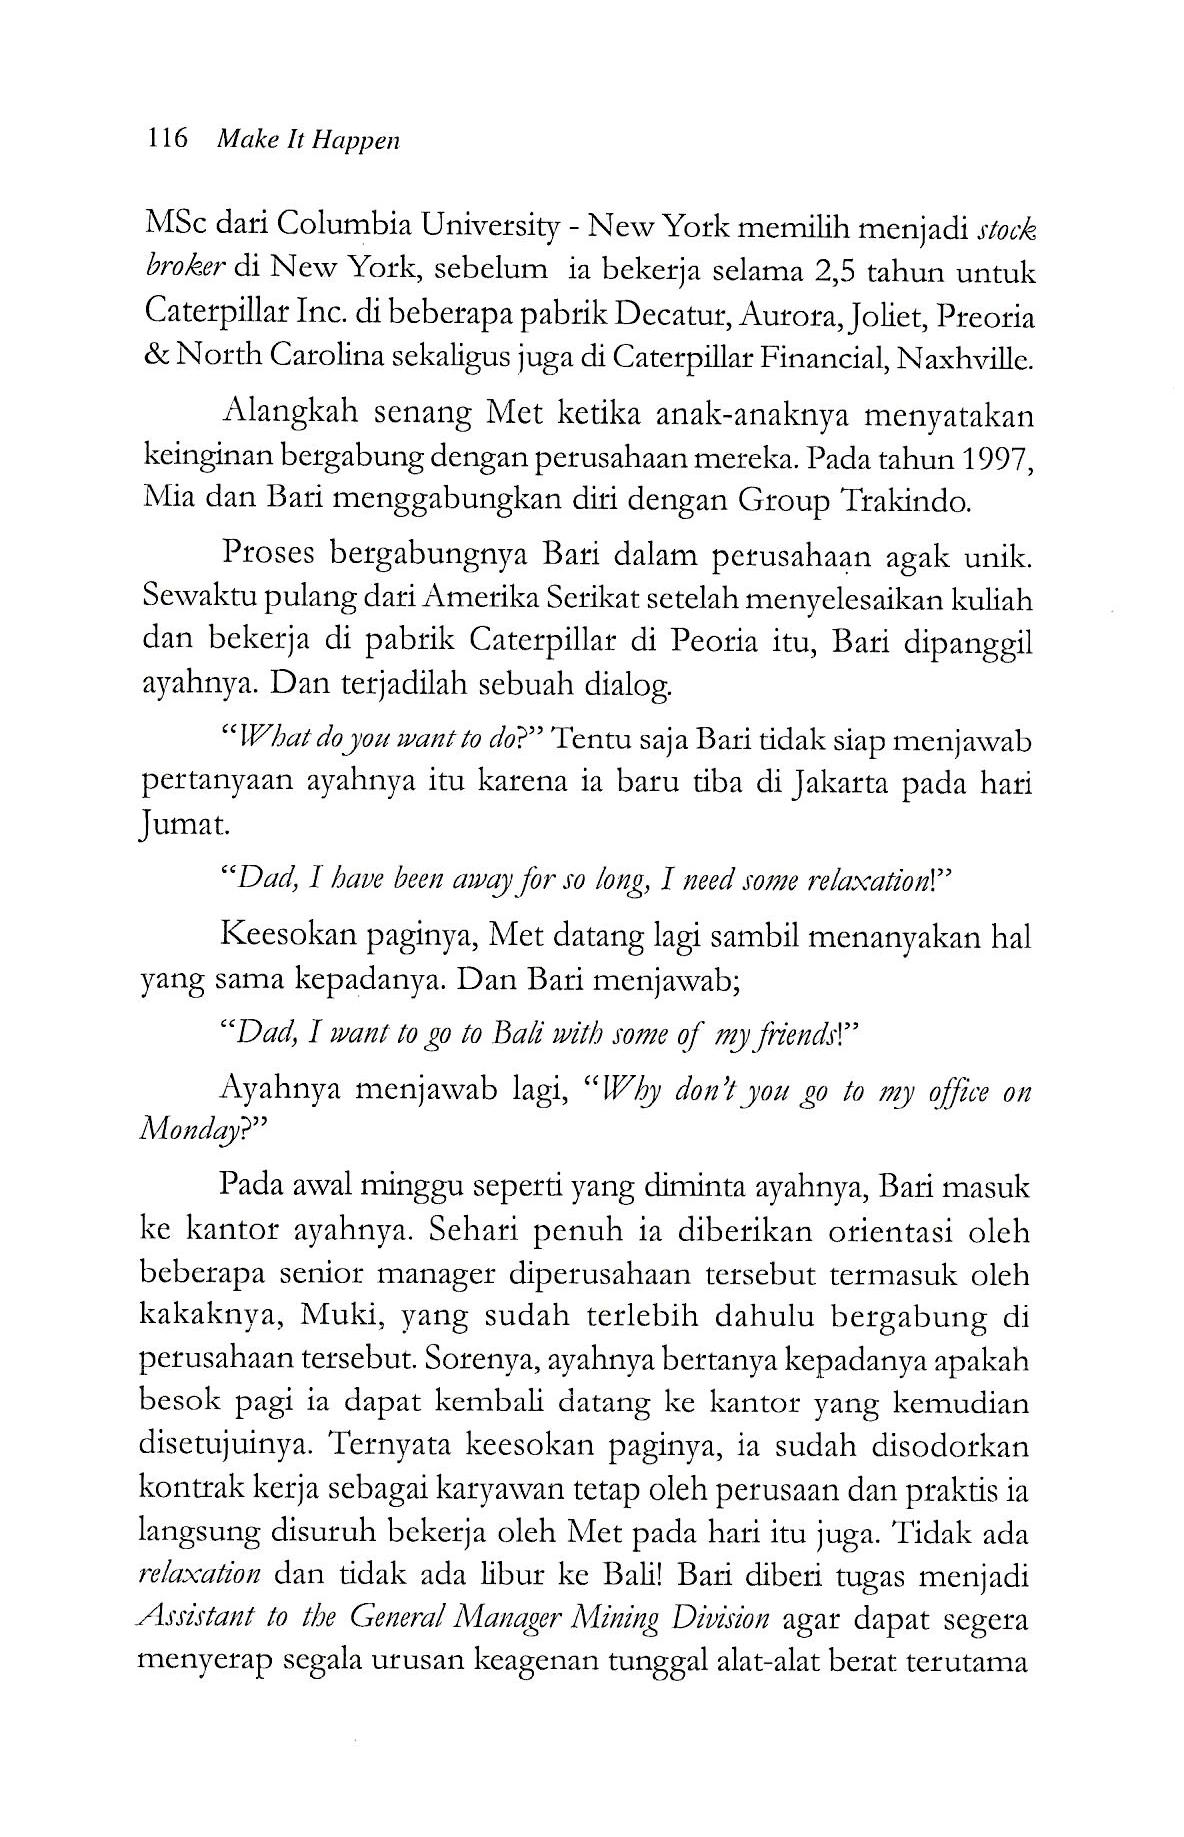 116 Make It Happen
MSc dari Columbia University - New York memilih menjadi stock
broker di New York, sebelum ia bekerja selama 2,5 tahun untuk
Caterpillar Inc. di beberapa pabrik Decatur, Aurora, Joliet, Preoria
& North Carolina sekaligus juga di Caterpillar Financial, Naxhville.
Alangkah senang Met ketika anak-anaknya menyatakan
keinginan bergabung dengan perusahaan mereka. Pada tahun 1997,
Mia dan Bari menggabungkan diri dengan Group Trakindo.
Proses bergabungnya Bari dalam perusahaan agak unik.
Sewaktu pulang dari Amerika Serikat setelah menyelesaikan kuliah
dan bekerja di pabrik Caterpillar di Peoria itu, Bari dipanggil
ayahnya. Dan terjadilah sebuah dialog.
“What do you want to do?” Tentu saja Bari tidak siap menjawab
pertanyaan ayahnya itu karena ia baru tiba di Jakarta pada hari
Jumat.
“Dad, I have been away for so long, I need some relaxation!”
Keesokan paginya, Met datang lagi sambil menanyakan hal
yang sama kepadanya. Dan Bari menjawab;
“Dad, I want to go to Bali with some of my friends!”
Ayahnya menjawab lagi, “Why don’t you go to my office on
Monday?”
Pada awal minggu seperti yang diminta ayahnya, Bari masuk
ke kantor ayahnya. Sehari penuh ia diberikan orientasi oleh
beberapa senior manager diperusahaan tersebut termasuk oleh
kakaknya, Muki, yang sudah terlebih dahulu bergabung di
perusahaan tersebut. Sorenya, ayahnya bertanya kepadanya apakah
besok pagi ia dapat kembali datang ke kantor yang kemudian
disetujuinya. Ternyata keesokan paginya, ia sudah disodorkan
kontrak kerja sebagai karyawan tetap oleh perusaan dan praktis ia
langsung disuruh bekerja oleh Met pada hari itu juga. Tidak ada
relaxation dan tidak ada libur ke Bali! Bari diberi tugas menjadi
Assistant to the General Manager Mining Division agar dapat segera
menyerap segala urusan keagenan tunggal alat-alat berat terutama